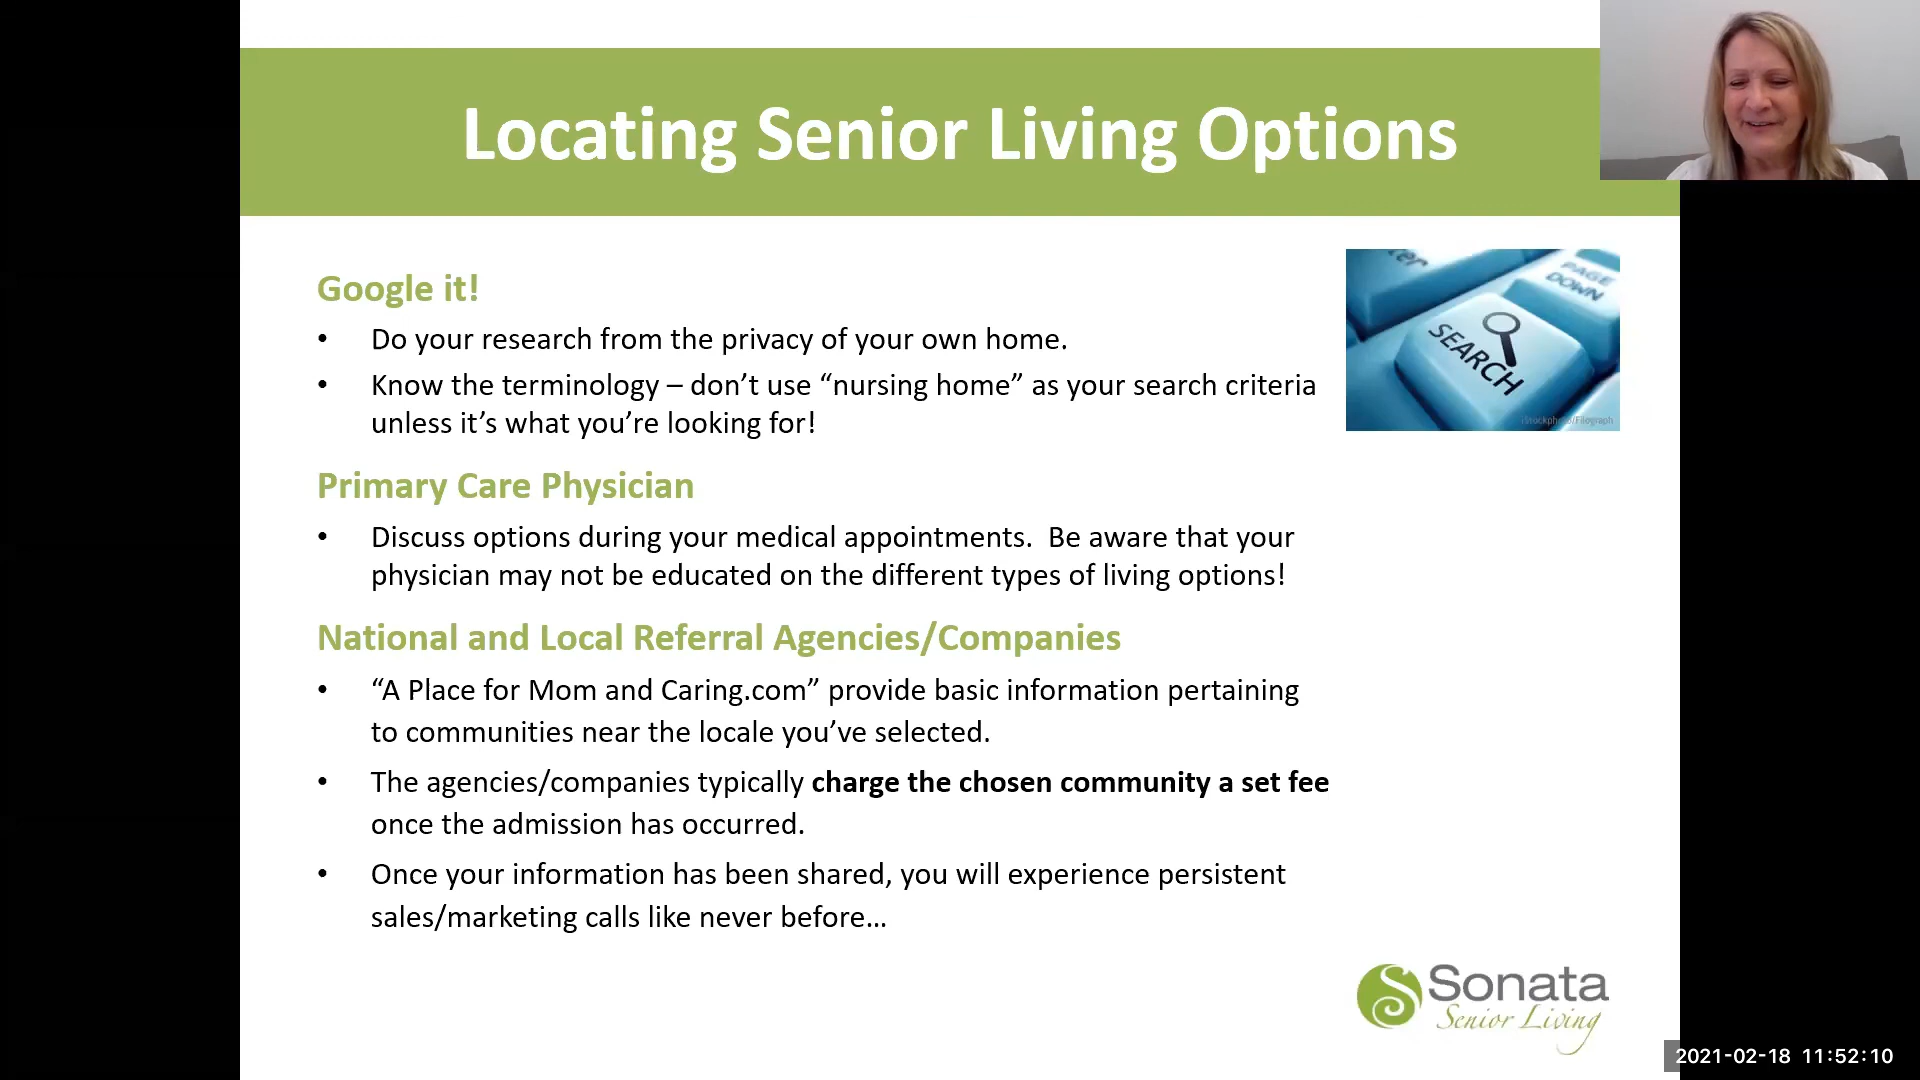 Locating Senior Living Options
Google it!
• Do your research from the privacy of your own home.
• Know the terminology – don’t use “nursing home” as your search criteria
unless it’s what you’re looking for!
ter
PAGE
DOWN
SEARCH
iStockphoto/Filograph
Primary Care Physician
• Discuss options during your medical appointments.  Be aware that your
physician may not be educated on the different types of living options!
National and Local Referral Agencies/Companies
• “A Place for Mom and Caring.com” provide basic information pertaining
to communities near the locale you’ve selected.
• The agencies/companies typically charge the chosen community a set fee
once the admission has occurred.
• Once your information has been shared, you will experience persistent
sales/marketing calls like never before…
Sonata
Senior Living
2021-02-18 11:52:10